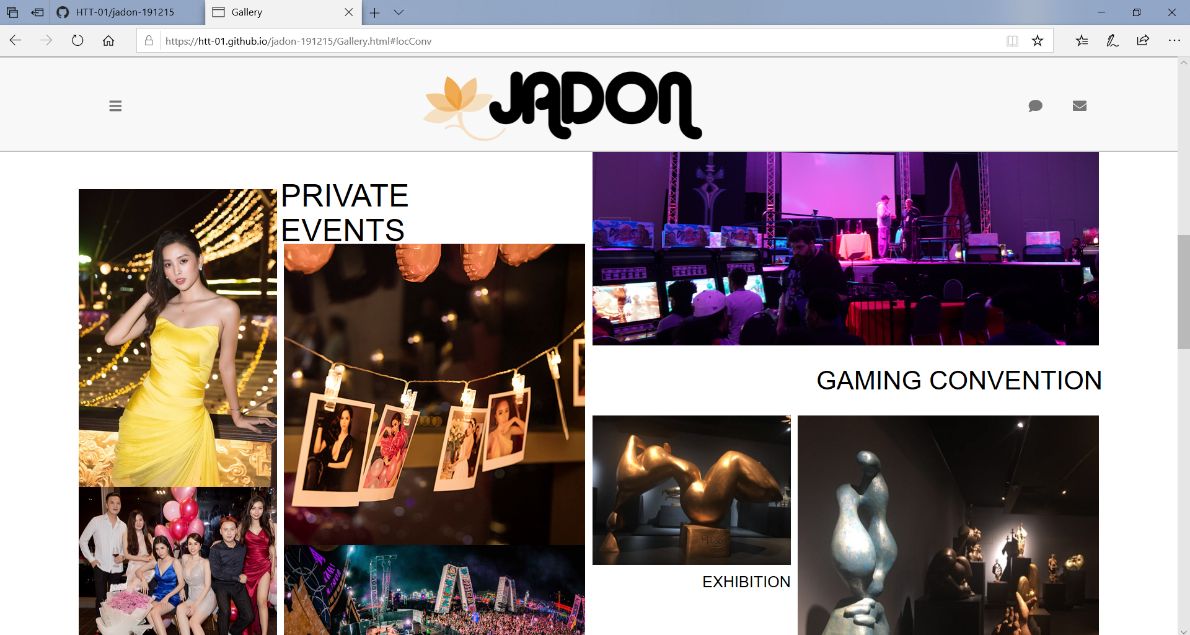 HTT-01/jadon-191215
Gallery
https://htt-01.github.io/jadon-191215/Gallery.html#locConv
JADON
PRIVATE
EVENTS
GAMING CONVENTION
EXHIBITION